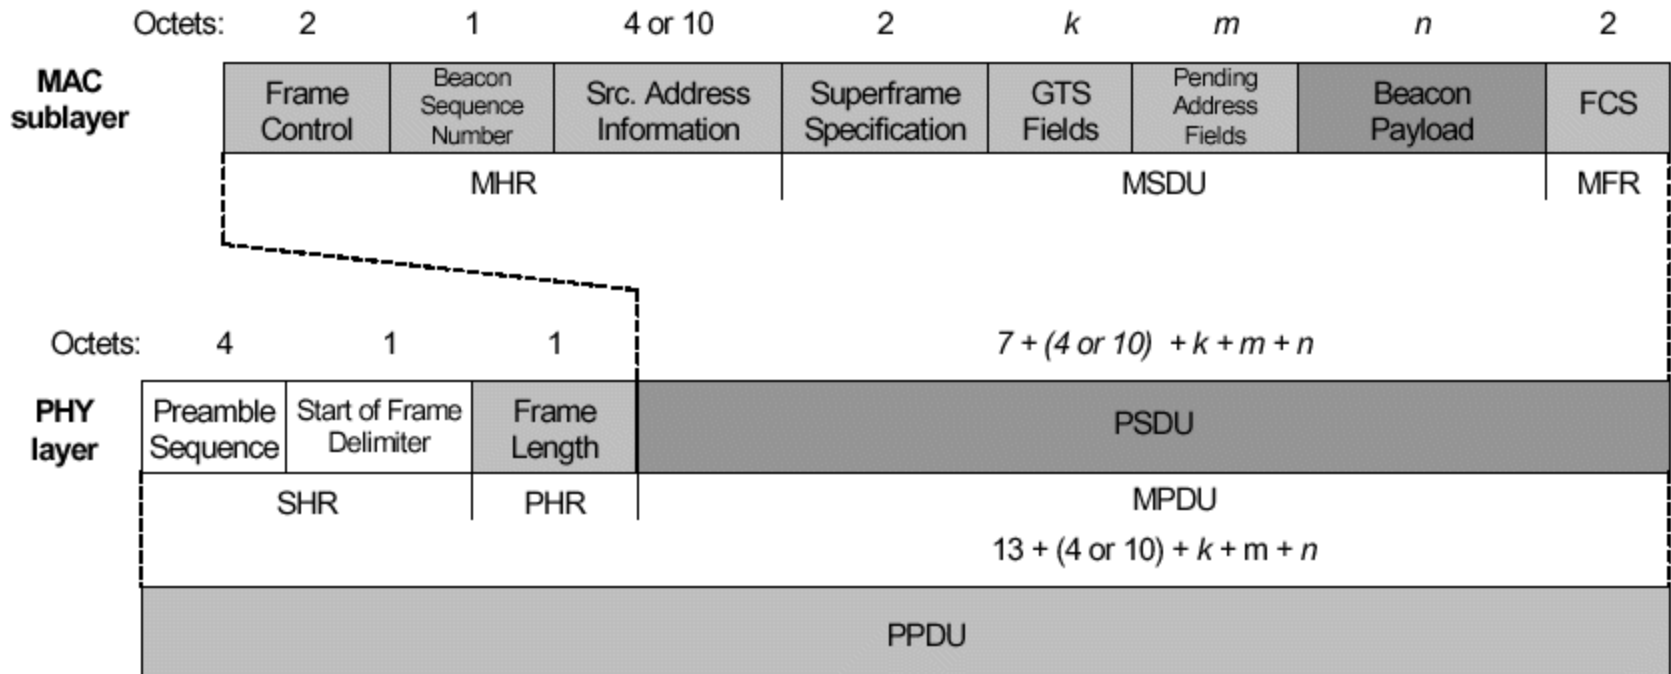 Octets: 2 1 4 or 10 2 k m n 2
MAC
sublayer
Frame
Control
Beacon
Sequence
Number
Src. Address
Information
Superframe
Specification
GTS
Fields
Pending
Address
Fields
Beacon
Payload
FCS
MHR MSDU MFR
Octets: 4 1 1 7 + (4 or 10) + k + m + n
PHY
layer
Preamble
Sequence
Start of Frame
Delimiter
Frame
Length
PSDU
SHR PHR MPDU
13 + (4 or 10) + k + m + n
PPDU